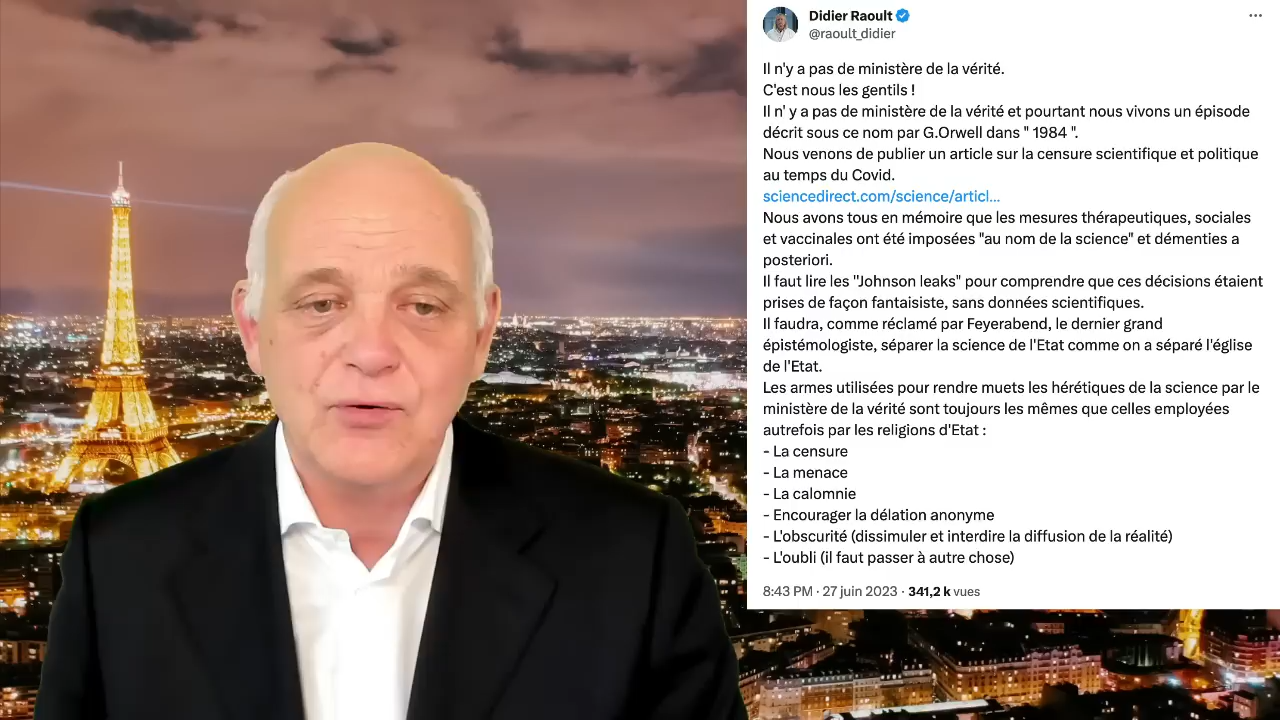 Didier Raoult
@raoult_didier
Il n'y a pas de ministère de la vérité.
C'est nous les gentils !
Il n' y a pas de ministère de la vérité et pourtant nous vivons un épisode
décrit sous ce nom par G.Orwell dans " 1984 ".
Nous venons de publier un article sur la censure scientifique et politique
au temps du Covid.
sciencedirect.com/science/articl...
Nous avons tous en mémoire que les mesures thérapeutiques, sociales
et vaccinales ont été imposées "au nom de la science" et démenties a
posteriori.
Il faut lire les "Johnson leaks" pour comprendre que ces décisions étaient
prises de façon fantaisiste, sans données scientifiques.
Il faudra, comme réclamé par Feyerabend, le dernier grand
épistémologiste, séparer la science de l'Etat comme on a séparé l'église
de l'Etat.
Les armes utilisées pour rendre muets les hérétiques de la science par le
ministère de la vérité sont toujours les mêmes que celles employées
autrefois par les religions d'Etat :
- La censure
- La menace
- La calomnie
- Encourager la délation anonyme
- L'obscurité (dissimuler et interdire la diffusion de la réalité)
- L'oubli (il faut passer à autre chose)
8:43 PM · 27 juin 2023 · 341,2 k vues